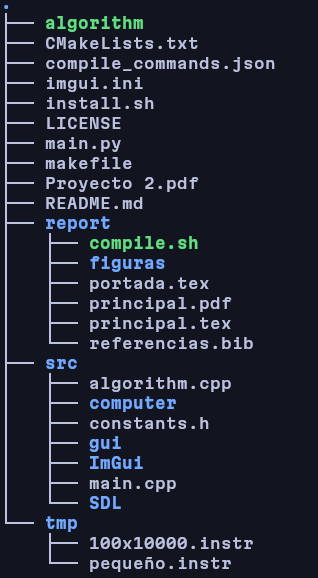 .
algorithm
CMakeLists.txt
compile_commands.json
imgui.ini
install.sh
LICENSE
main.py
makefile
Proyecto 2.pdf
README.md
report
compile.sh
figuras
portada.tex
principal.pdf
principal.tex
referencias.bib
src
algorithm.cpp
computer
constants.h
gui
ImGui
main.cpp
SDL
tmp
100x10000.instr
pequeño.instr